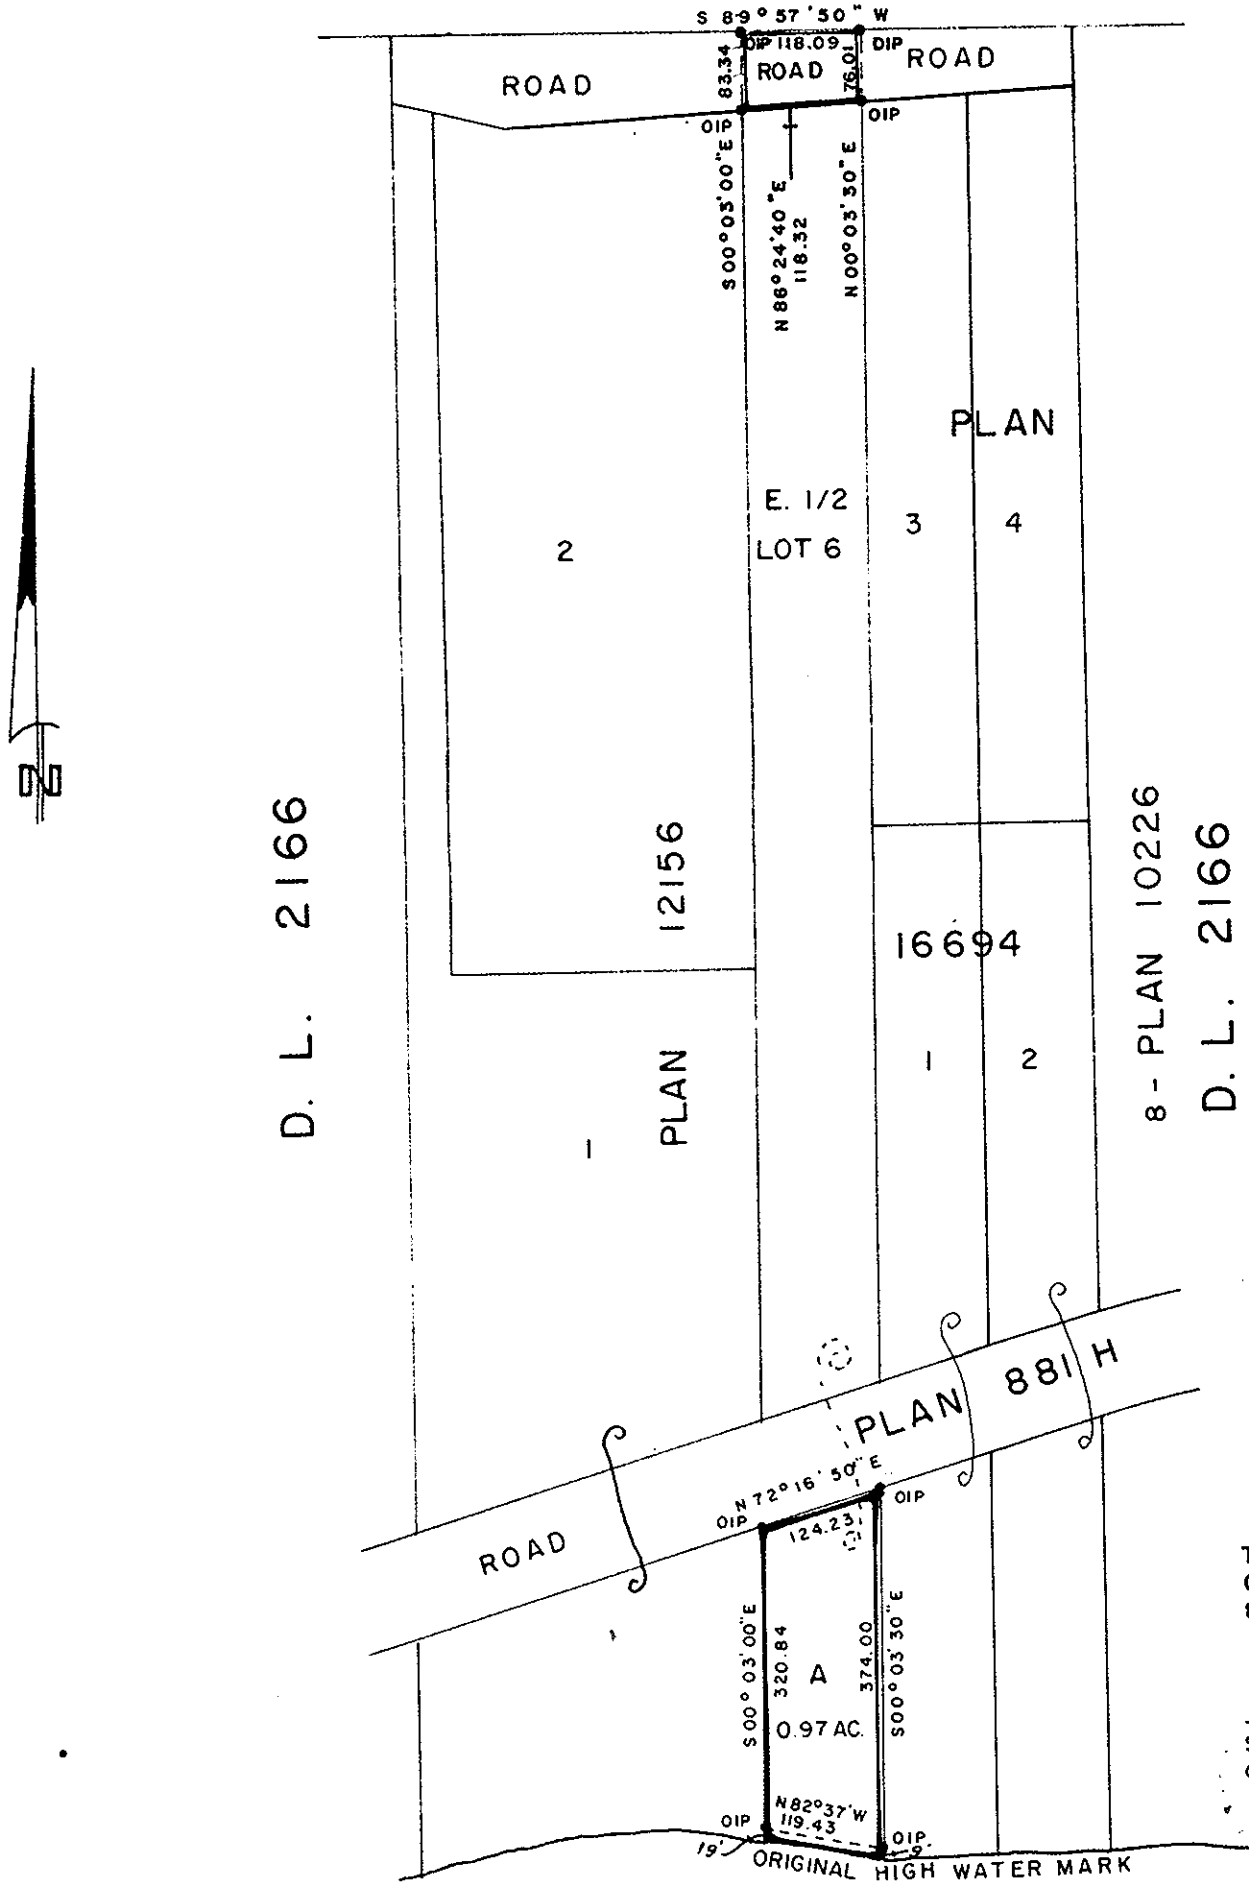 S 89° 57' 50" W
OIP 118.09 OIP
ROAD
83.34
ROAD
76.01
ROAD
OIP
OIP
S 00° 03' 00" E
N 86° 24' 40" E
118.32
N 00° 03' 30" E
PLAN
E. 1/2
LOT 6
2
3
4
N
D. L. 2166
PLAN 12156
16694
8 - PLAN 10226
D. L. 2166
1
1
2
PLAN 881 H
N 72° 16' 50" E
OIP
OIP
124.23
ROAD
S 00° 03' 00" E
320.84
A
374.00
S 00° 03' 30" E
0.97 AC.
N 82° 37' W
119.43
OIP
OIP.
19'
9'
ORIGINAL HIGH WATER MARK